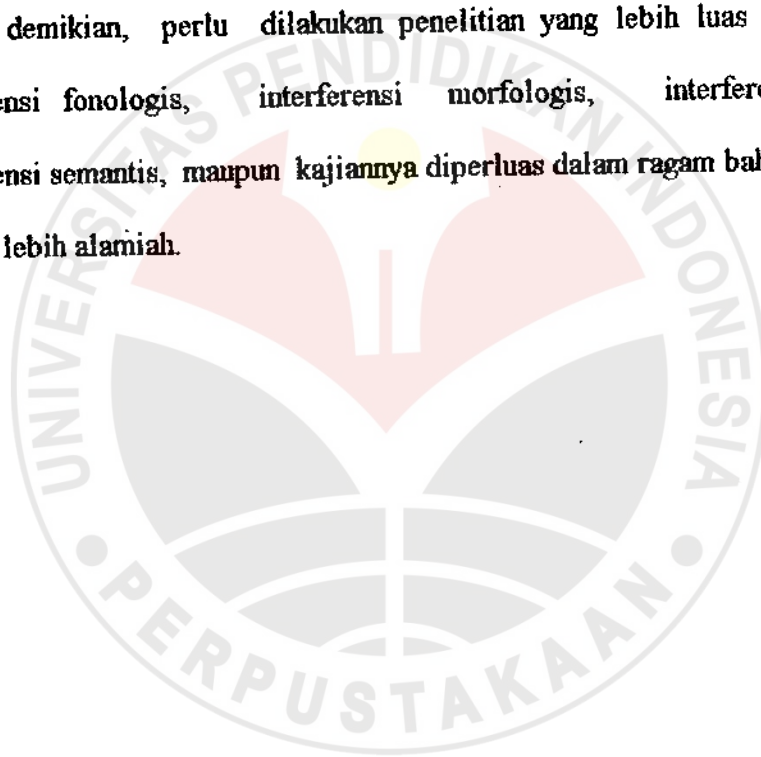 demikian, perlu dilakukan penelitian yang lebih luas
ensi fonologis, interferensi morfologis, interfere
ensi semantis, maupun kajiannya diperluas dalam ragam bah
lebih alamiah.
UNIVERSITAS PENDIDIKAN INDONESIA
PERPUSTAKAAN